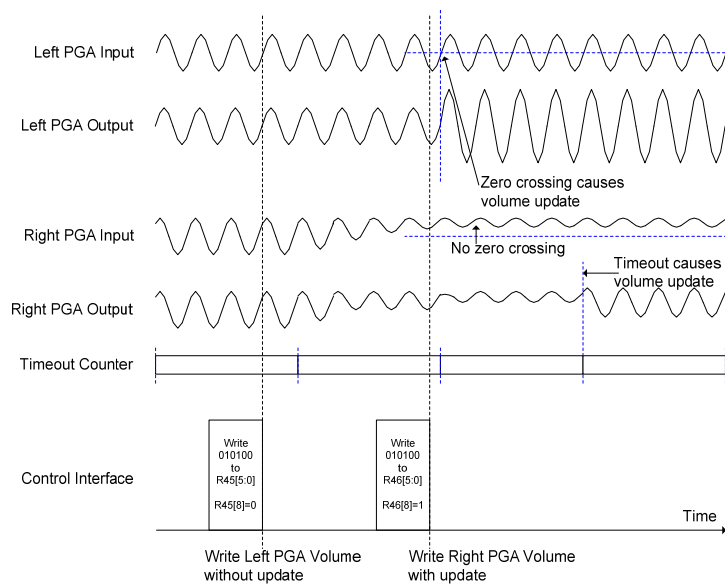 Left PGA Input
Left PGA Output
Zero crossing causes
volume update
Right PGA Input
No zero crossing
Timeout causes
volume update
Right PGA Output
Timeout Counter
Control Interface
Write
010100
to
R45[5:0]
R45[8]=0
Write
010100
to
R46[5:0]
R46[8]=1
Time
Write Left PGA Volume
without update
Write Right PGA Volume
with update